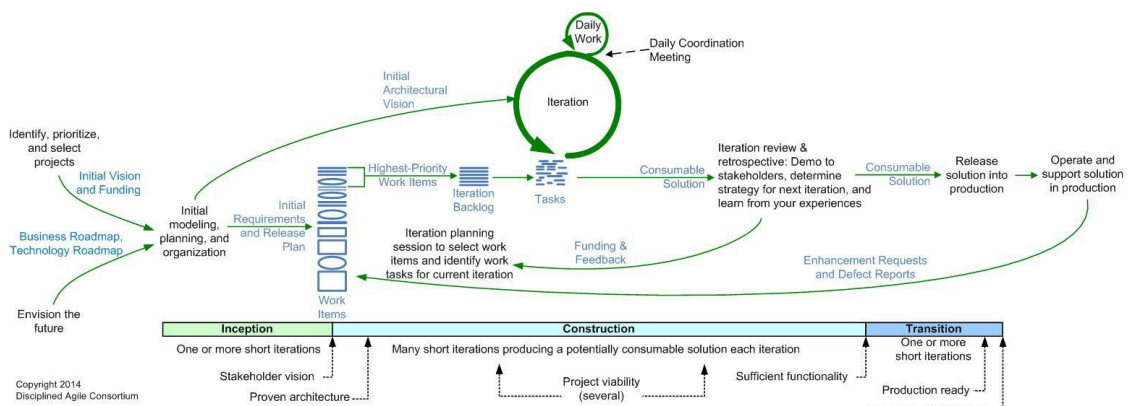 Daily
Work
Daily Coordination
Meeting
Initial
Architectural
Vision
Iteration
Identify, prioritize,
and select
projects
Initial Vision
and Funding
Highest-Priority
Work Items
Iteration
Backlog
Tasks
Consumable
Solution
Iteration review &
retrospective: Demo to
stakeholders, determine
strategy for next iteration, and
learn from your experiences
Consumable
Solution
Release
solution into
production
Operate and
support solution
in production
Initial
modeling,
planning, and
organization
Initial
Requirements
and Release
Plan
Business Roadmap,
Technology Roadmap
Iteration planning
session to select work
items and identify work
tasks for current iteration
Funding &
Feedback
Enhancement Requests
and Defect Reports
Envision the
future
Work
Items
Inception
Construction
Transition
One or more short iterations
Many short iterations producing a potentially consumable solution each iteration
One or more
short iterations
Stakeholder vision
Proven architecture
Project viability
(several)
Sufficient functionality
Production ready
Copyright 2014
Disciplined Agile Consortium